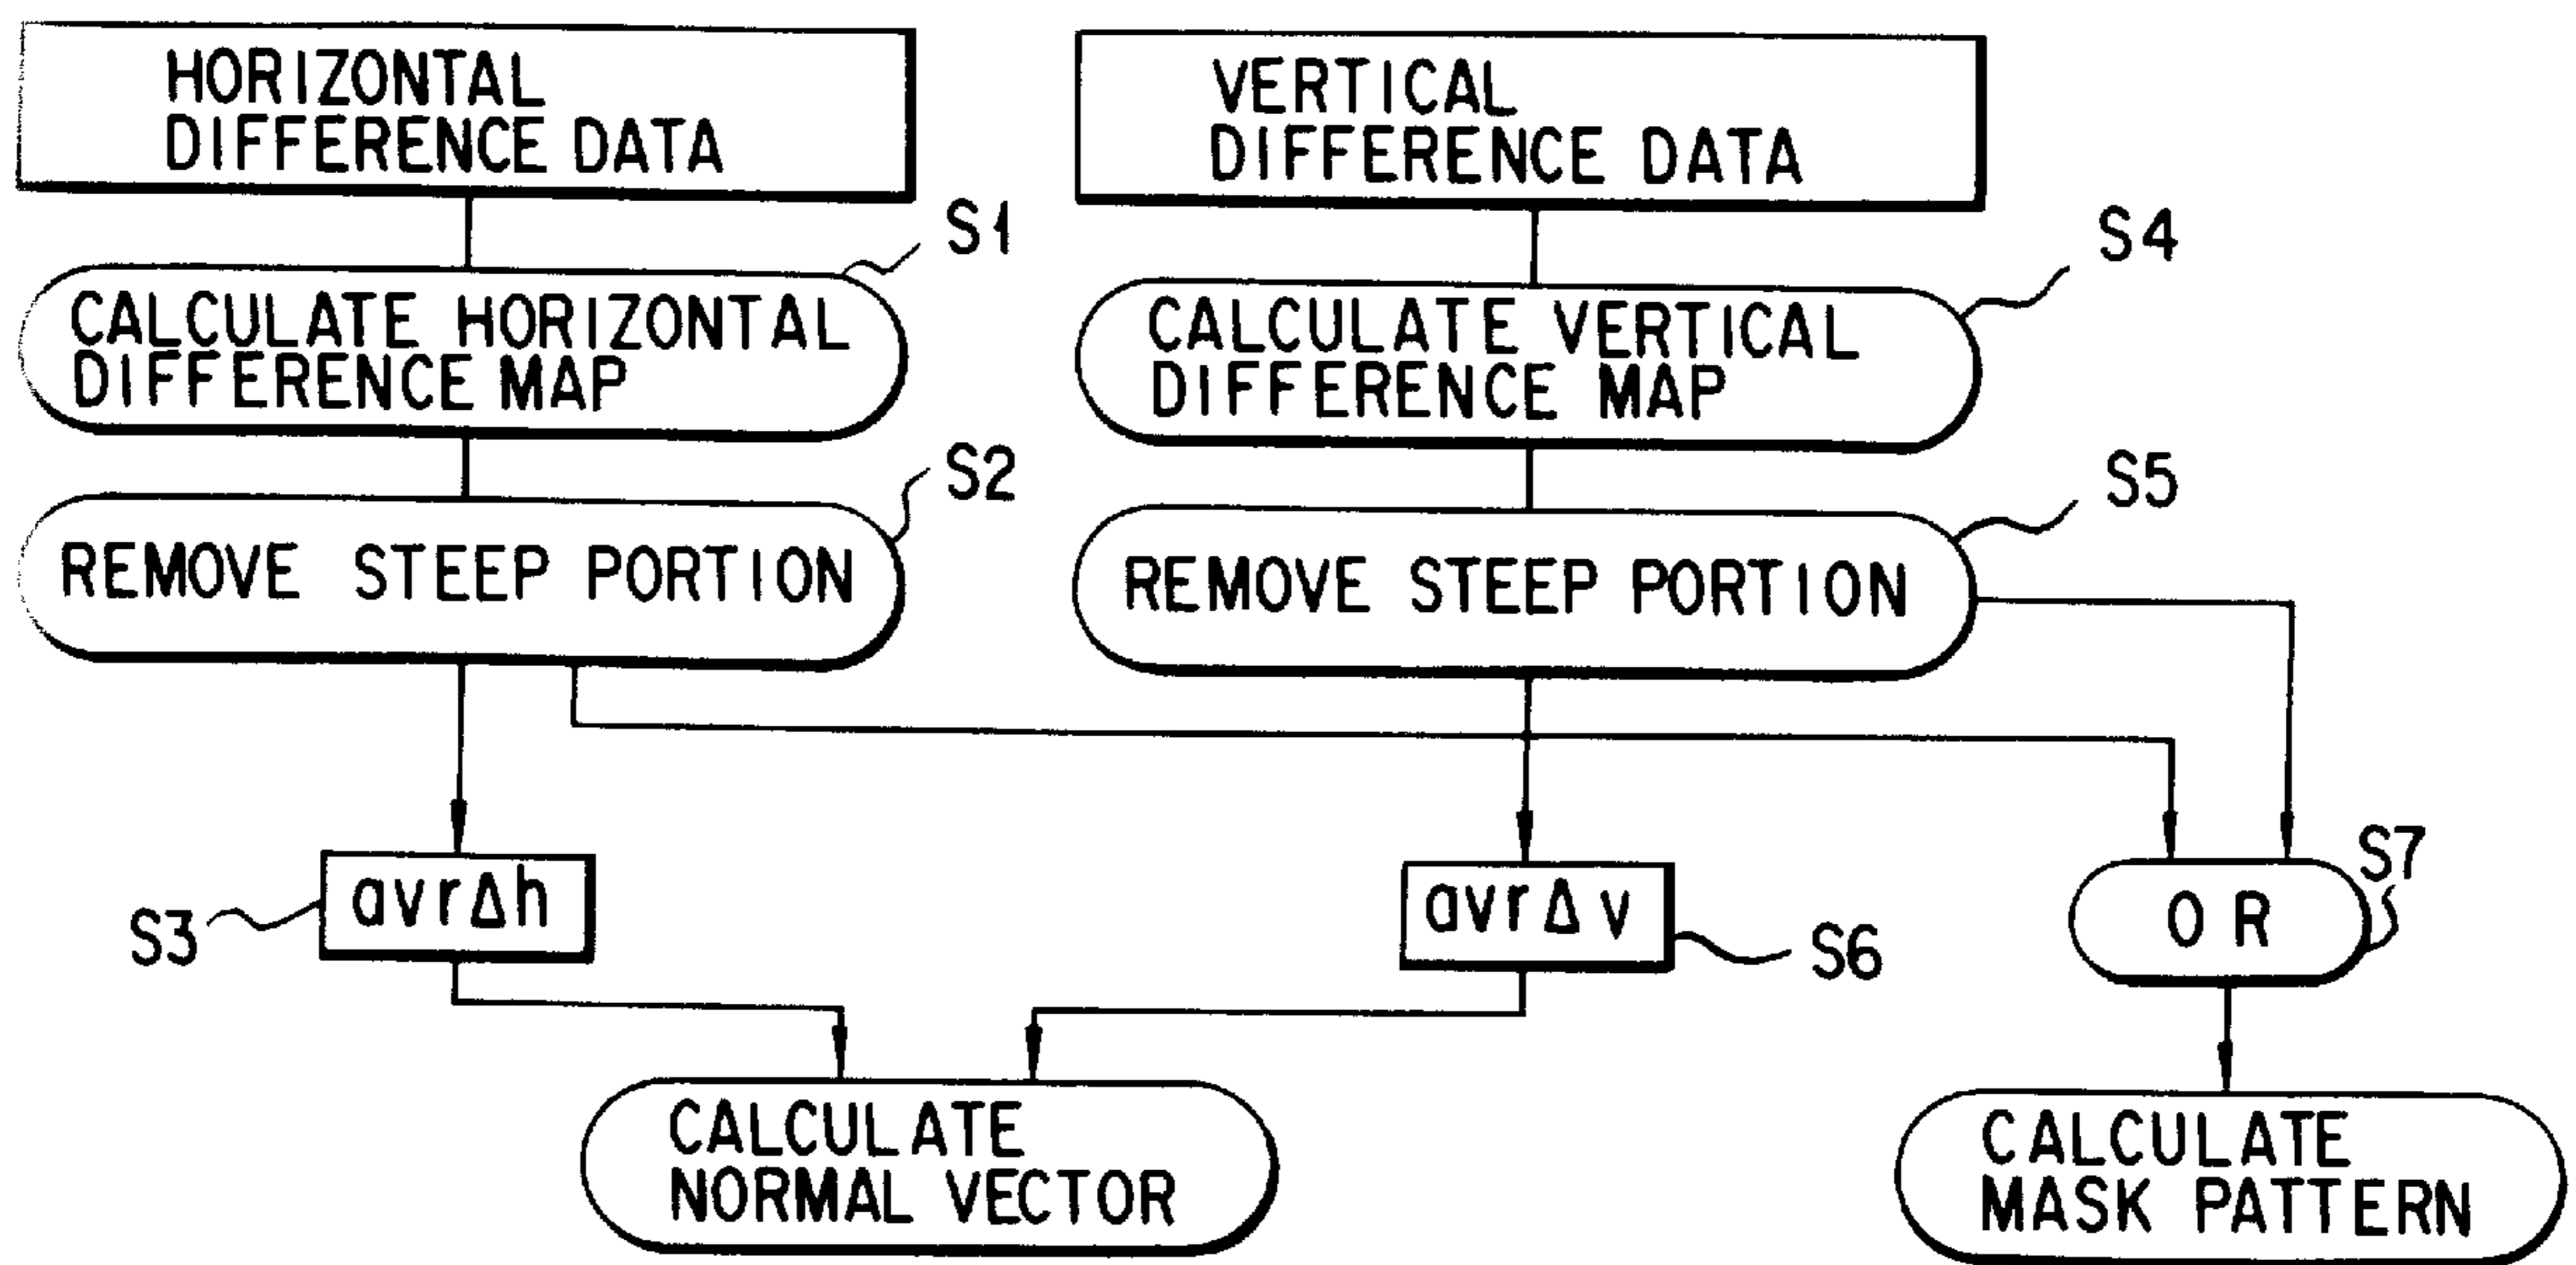 HORIZONTAL
DIFFERENCE DATA
VERTICAL
DIFFERENCE DATA
S1
S4
CALCULATE HORIZONTAL
DIFFERENCE MAP
CALCULATE VERTICAL
DIFFERENCE MAP
S2
S5
REMOVE STEEP PORTION
REMOVE STEEP PORTION
S3
avrΔh
avrΔv
S6
OR
S7
CALCULATE
NORMAL VECTOR
CALCULATE
MASK PATTERN